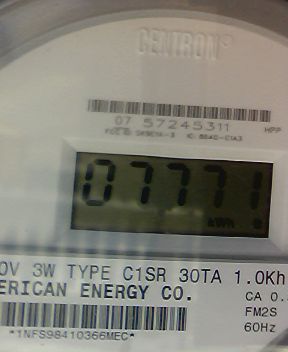 CENTRON®
07 57245311
HPP
07771
kWh
0V 3W TYPE C1SR 30TA 1.0Kh
ERICAN ENERGY CO.
CA 0.
FM2S
60Hz
*1NFS98410366MEC*